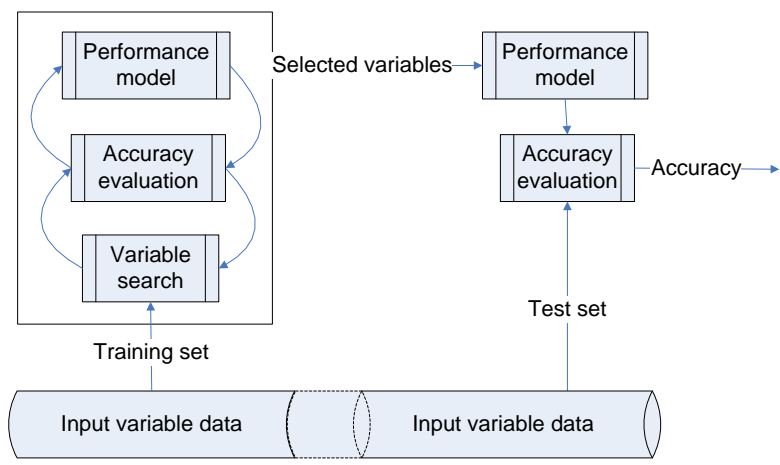 Performance
model
Selected variables
Performance
model
Accuracy
evaluation
Accuracy
evaluation
Accuracy
Variable
search
Training set
Test set
Input variable data
Input variable data